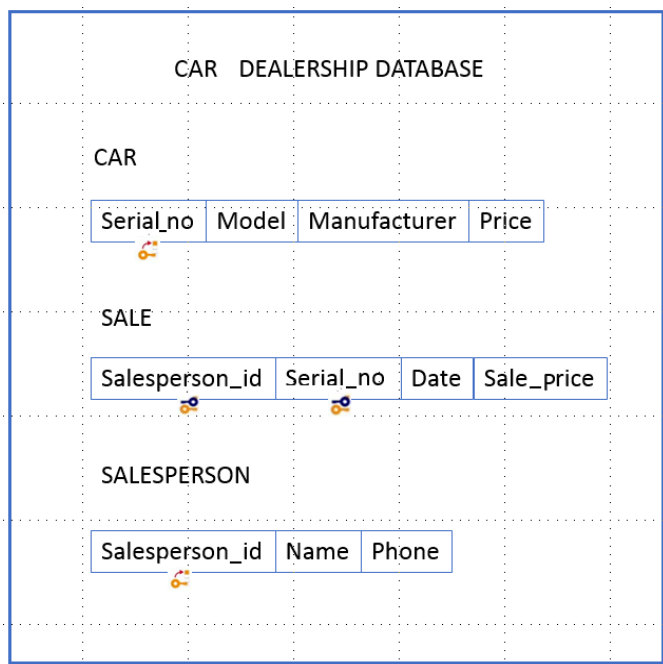 CAR DEALERSHIP DATABASE
CAR
Serial_no Model Manufacturer Price
SALE
Salesperson_id Serial_no Date Sale_price
SALESPERSON
Salesperson_id Name Phone